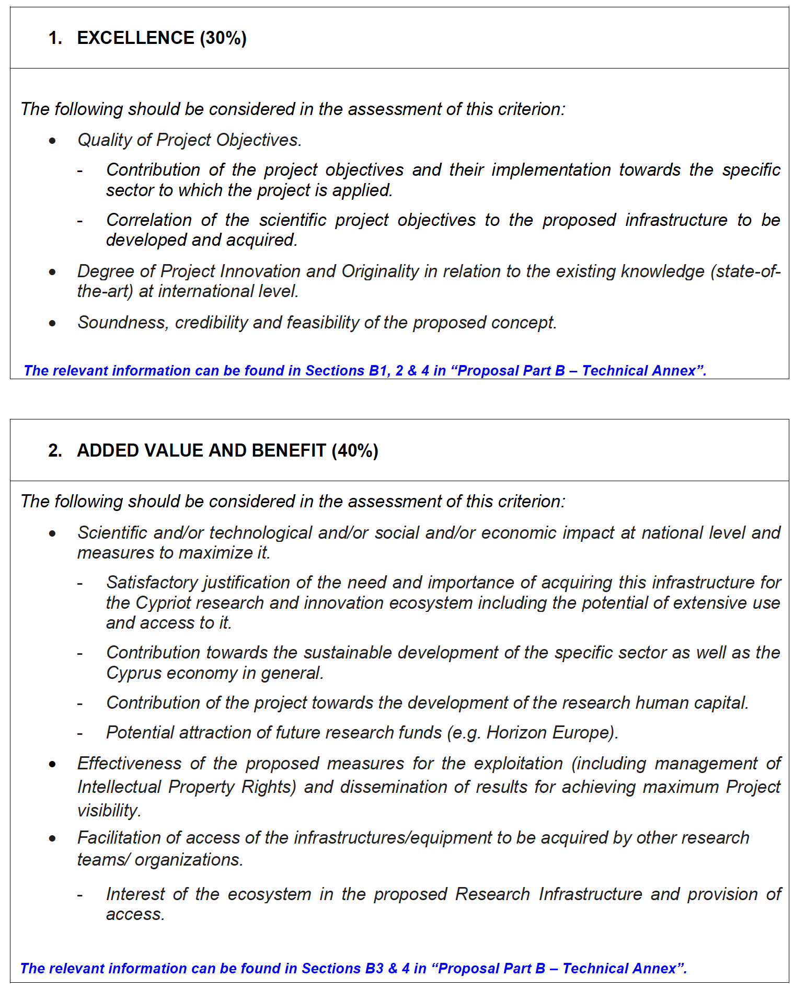 1. EXCELLENCE (30%)
The following should be considered in the assessment of this criterion:
• Quality of Project Objectives.
- Contribution of the project objectives and their implementation towards the specific
sector to which the project is applied.
- Correlation of the scientific project objectives to the proposed infrastructure to be
developed and acquired.
• Degree of Project Innovation and Originality in relation to the existing knowledge (state-of-
the-art) at international level.
• Soundness, credibility and feasibility of the proposed concept.
The relevant information can be found in Sections B1, 2 & 4 in “Proposal Part B – Technical Annex”.
2. ADDED VALUE AND BENEFIT (40%)
The following should be considered in the assessment of this criterion:
• Scientific and/or technological and/or social and/or economic impact at national level and
measures to maximize it.
- Satisfactory justification of the need and importance of acquiring this infrastructure for
the Cypriot research and innovation ecosystem including the potential of extensive use
and access to it.
- Contribution towards the sustainable development of the specific sector as well as the
Cyprus economy in general.
- Contribution of the project towards the development of the research human capital.
- Potential attraction of future research funds (e.g. Horizon Europe).
• Effectiveness of the proposed measures for the exploitation (including management of
Intellectual Property Rights) and dissemination of results for achieving maximum Project
visibility.
• Facilitation of access of the infrastructures/equipment to be acquired by other research
teams/ organizations.
- Interest of the ecosystem in the proposed Research Infrastructure and provision of
access.
The relevant information can be found in Sections B3 & 4 in “Proposal Part B – Technical Annex”.